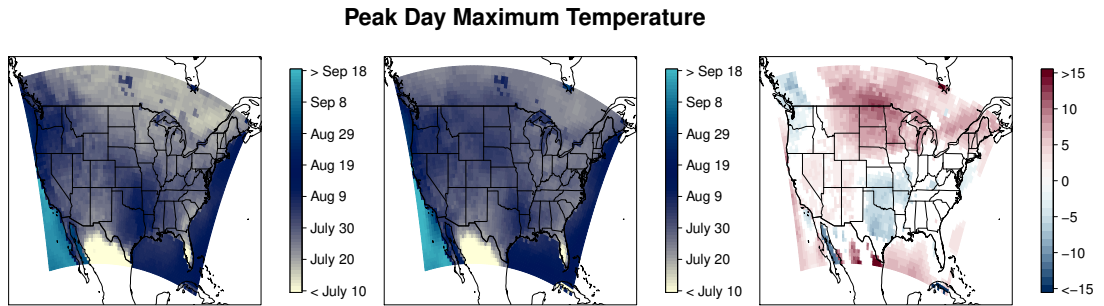 Peak Day Maximum Temperature
> Sep 18
Sep 8
Aug 29
Aug 19
Aug 9
July 30
July 20
< July 10
> Sep 18
Sep 8
Aug 29
Aug 19
Aug 9
July 30
July 20
< July 10
>15
10
5
0
−5
−10
<−15